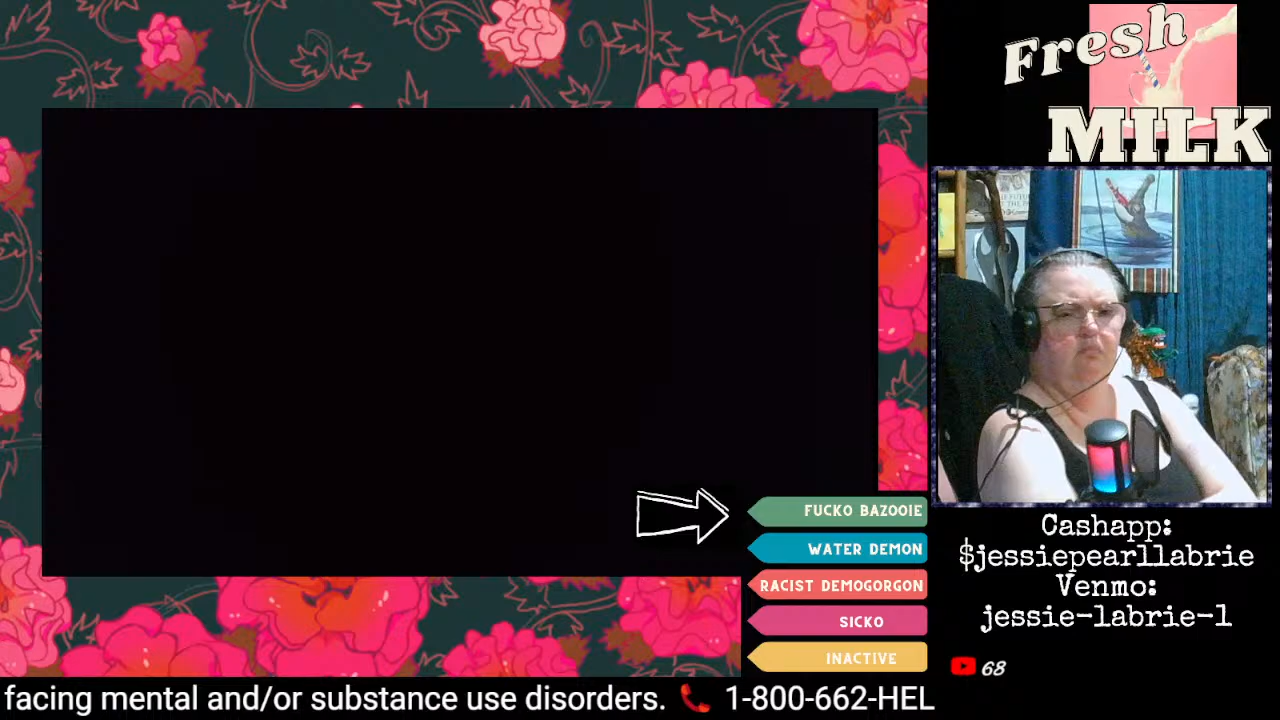 Fresh
MILK
FUCKO BAZOOIE
WATER DEMON
RACIST DEMOGORGON
SICKO
INACTIVE
Cashapp:
$jessiepearllabrie
Venmo:
jessie-labrie-1
68
facing mental and/or substance use disorders. 📞 1-800-662-HEL